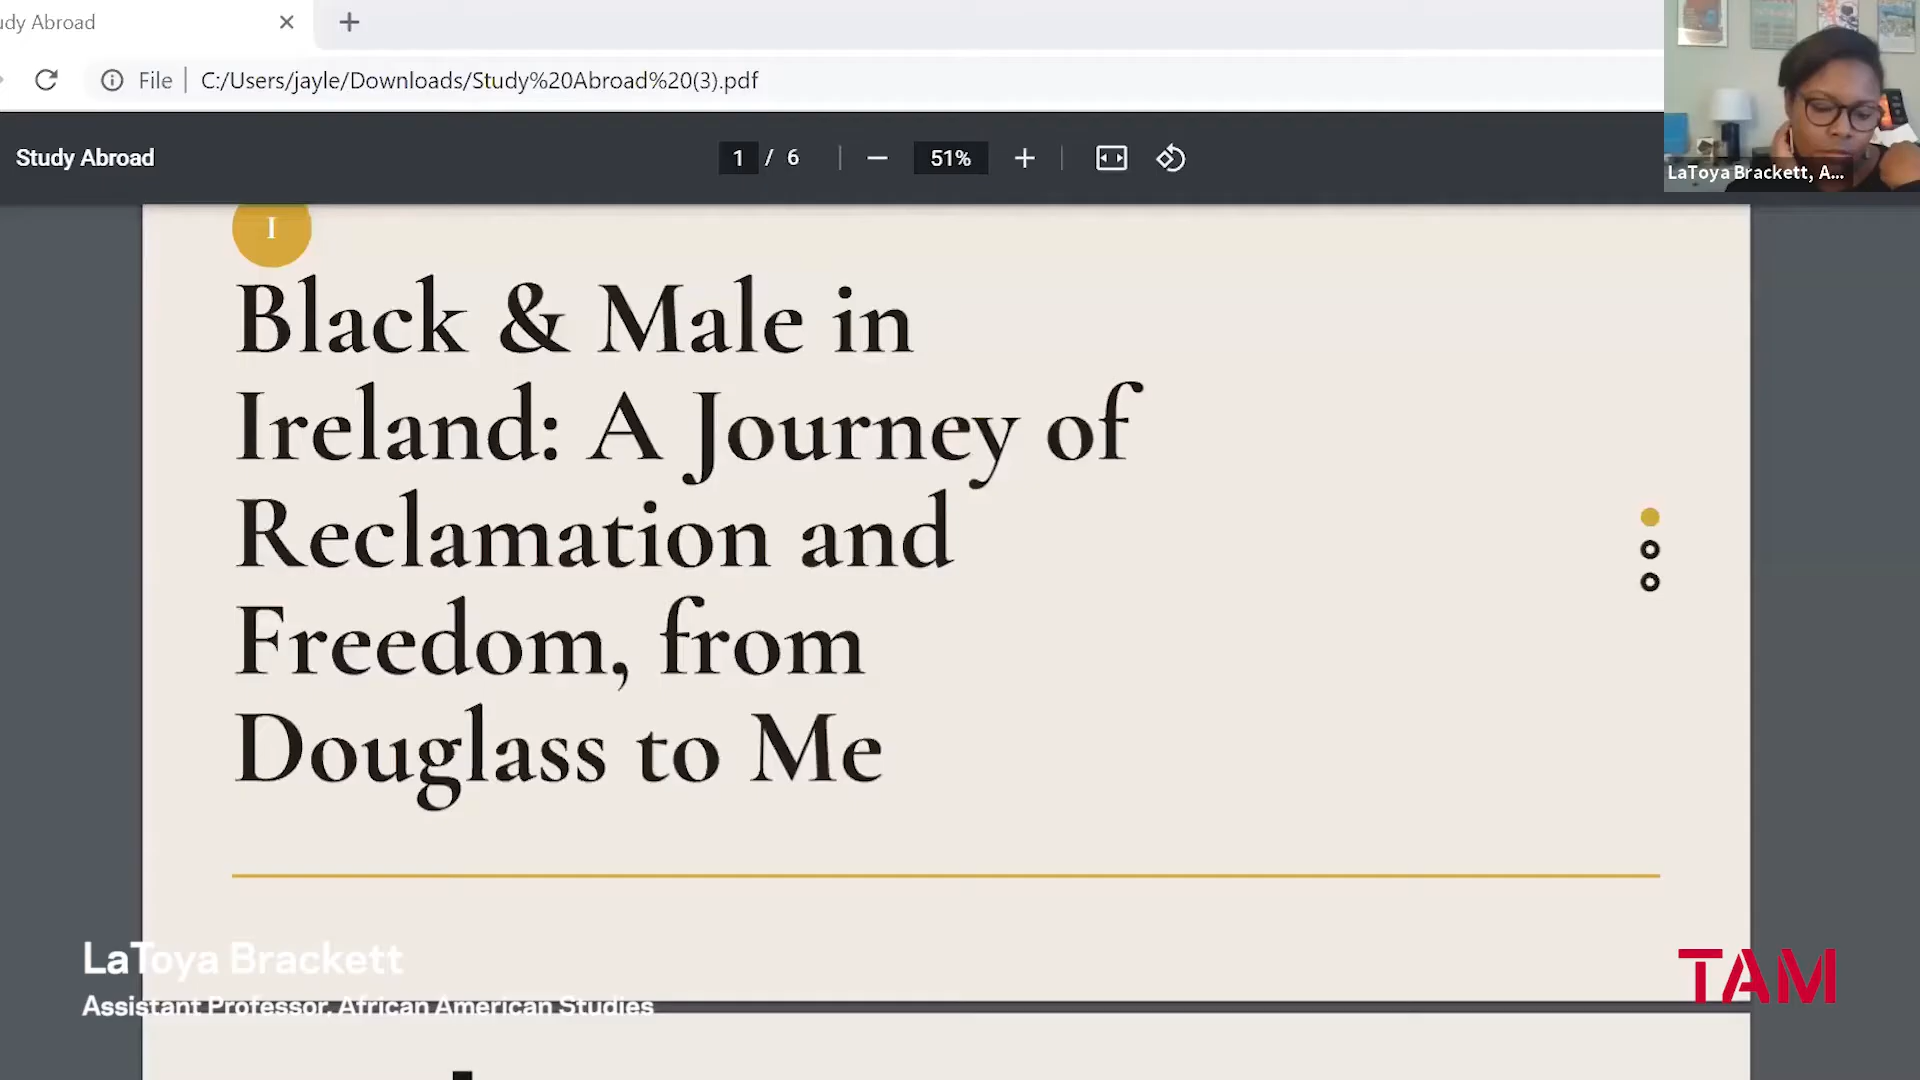 udy Abroad
File
C:/Users/jayle/Downloads/Study%20Abroad%20(3).pdf
Study Abroad
1 / 6
51%
LaToya Brackett, A...
I
Black & Male in
Ireland: A Journey of
Reclamation and
Freedom, from
Douglass to Me
LaToya Brackett
Assistant Professor, African American Studies
TAM